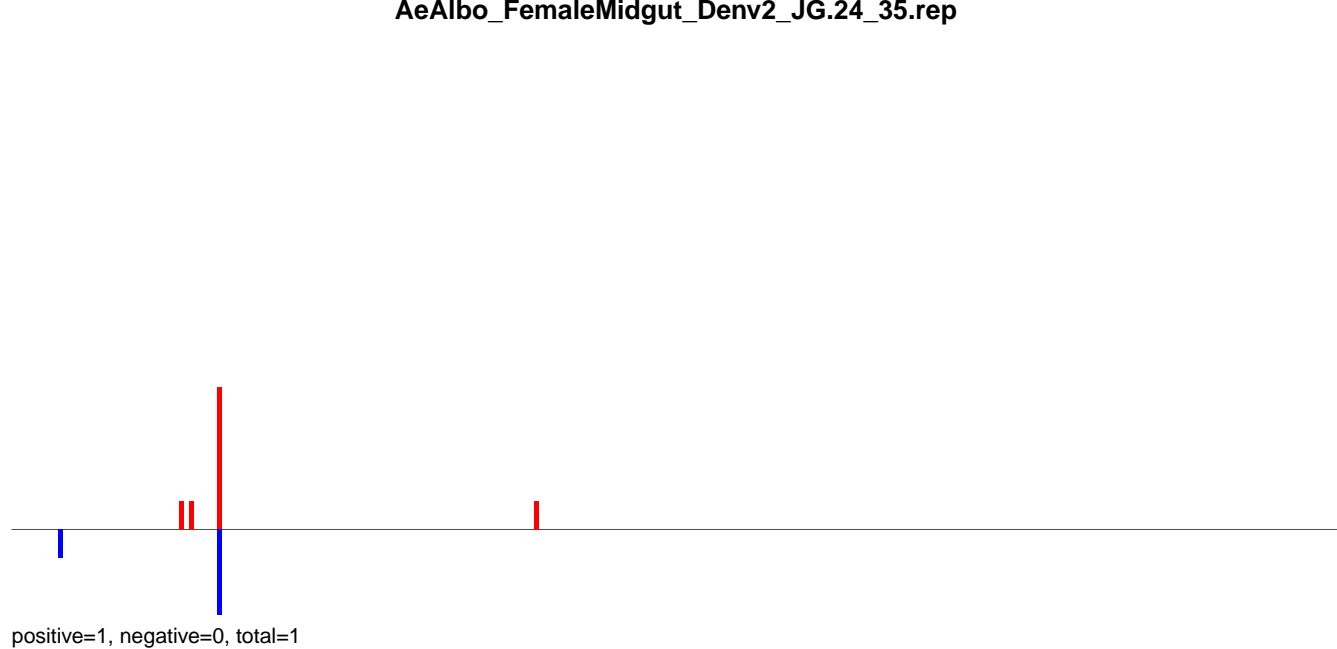 AeAlbo_FemaleMidgut_Denv2_JG.24_35.rep
positive=1, negative=0, total=1